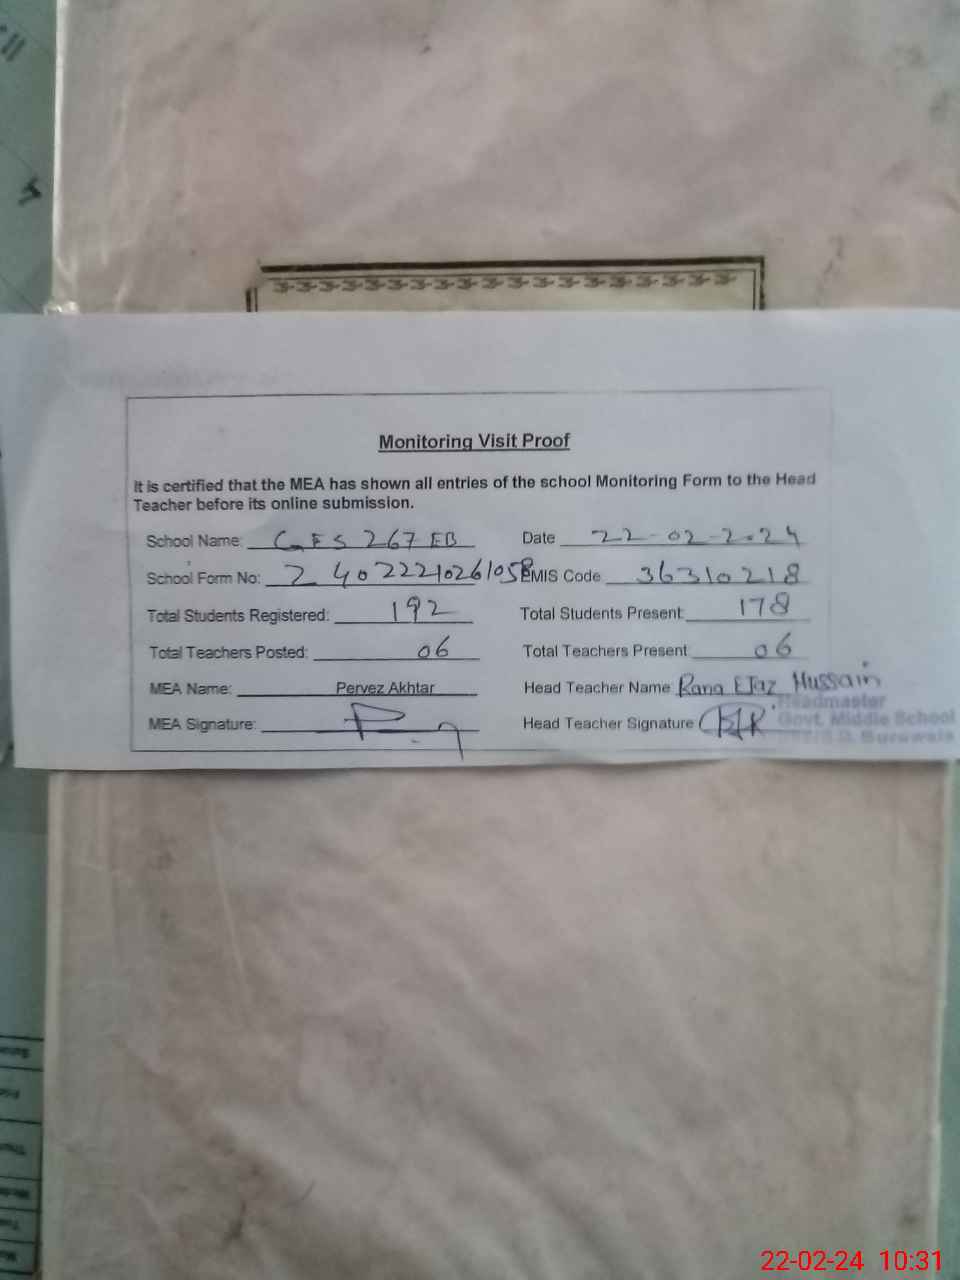 Monitoring Visit Proof
It is certified that the MEA has shown all entries of the school Monitoring Form to the Head
Teacher before its online submission.
School Name: GES 267 EB Date 22-02-2024
School Form No: 24022210261058 EMIS Code 36310218
Total Students Registered: 192 Total Students Present: 178
Total Teachers Posted: 06 Total Teachers Present 06
MEA Name: Pervez Akhtar Head Teacher Name Rana EJaz Hussain
MEA Signature: Head Teacher Signature
Headmaster
Govt. Middle School
Burewala
22-02-24 10:31